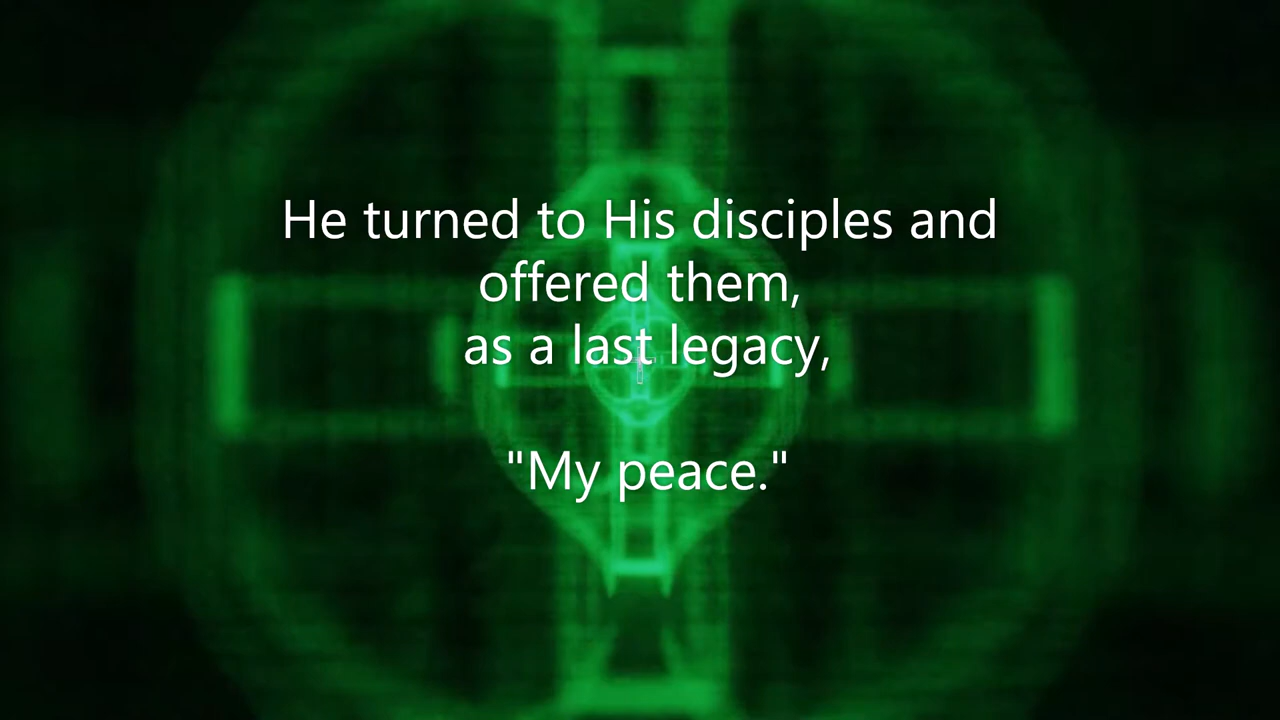 He turned to His disciples and
offered them,
as a last legacy,
"My peace."